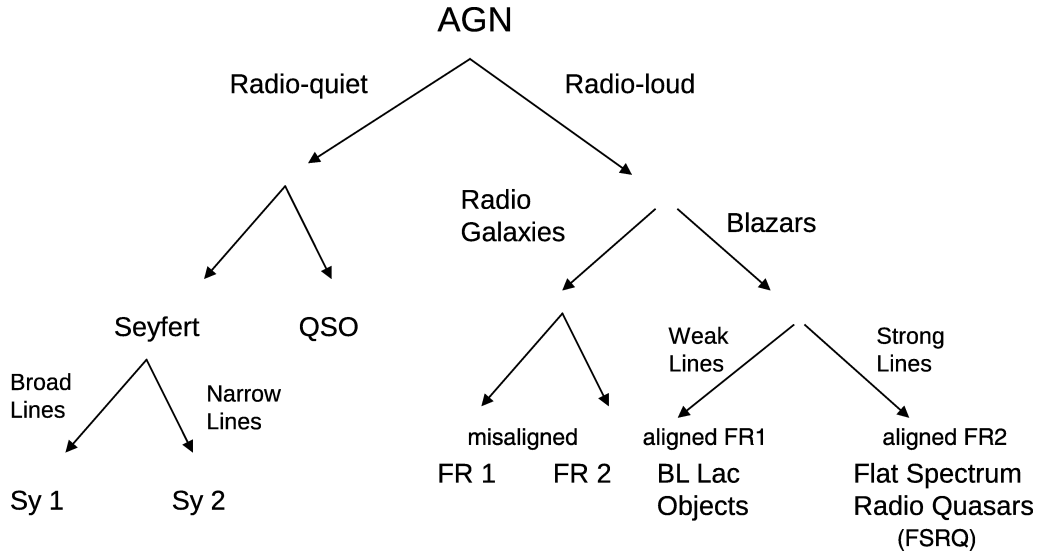 AGN
Radio-quiet
Radio-loud
Radio
Galaxies
Blazars
Seyfert
QSO
Weak
Lines
Strong
Lines
Broad
Lines
Narrow
Lines
misaligned
aligned FR1
aligned FR2
FR 1
FR 2
BL Lac
Objects
Flat Spectrum
Radio Quasars
(FSRQ)
Sy 1
Sy 2